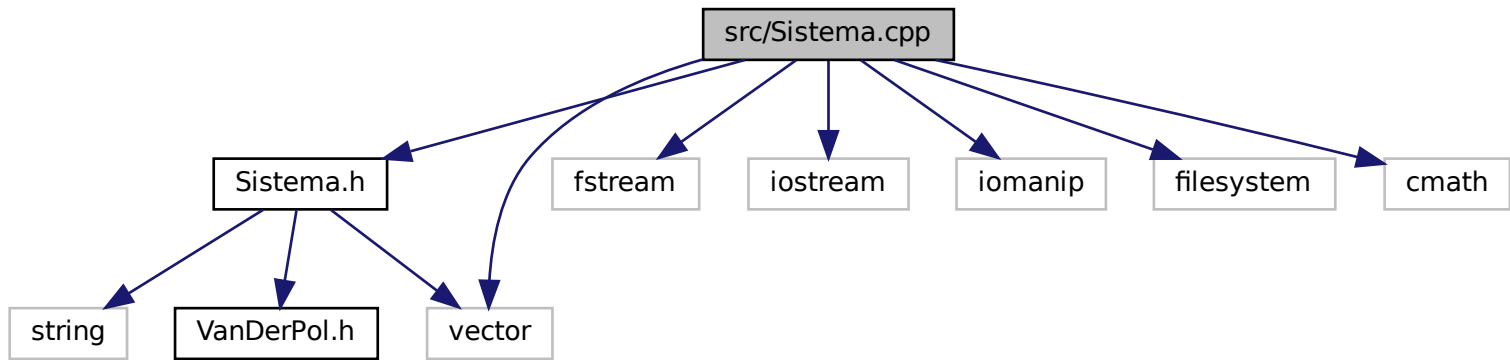 src/Sistema.cpp
Sistema.h
fstream
iostream
iomanip
filesystem
cmath
string
VanDerPol.h
vector